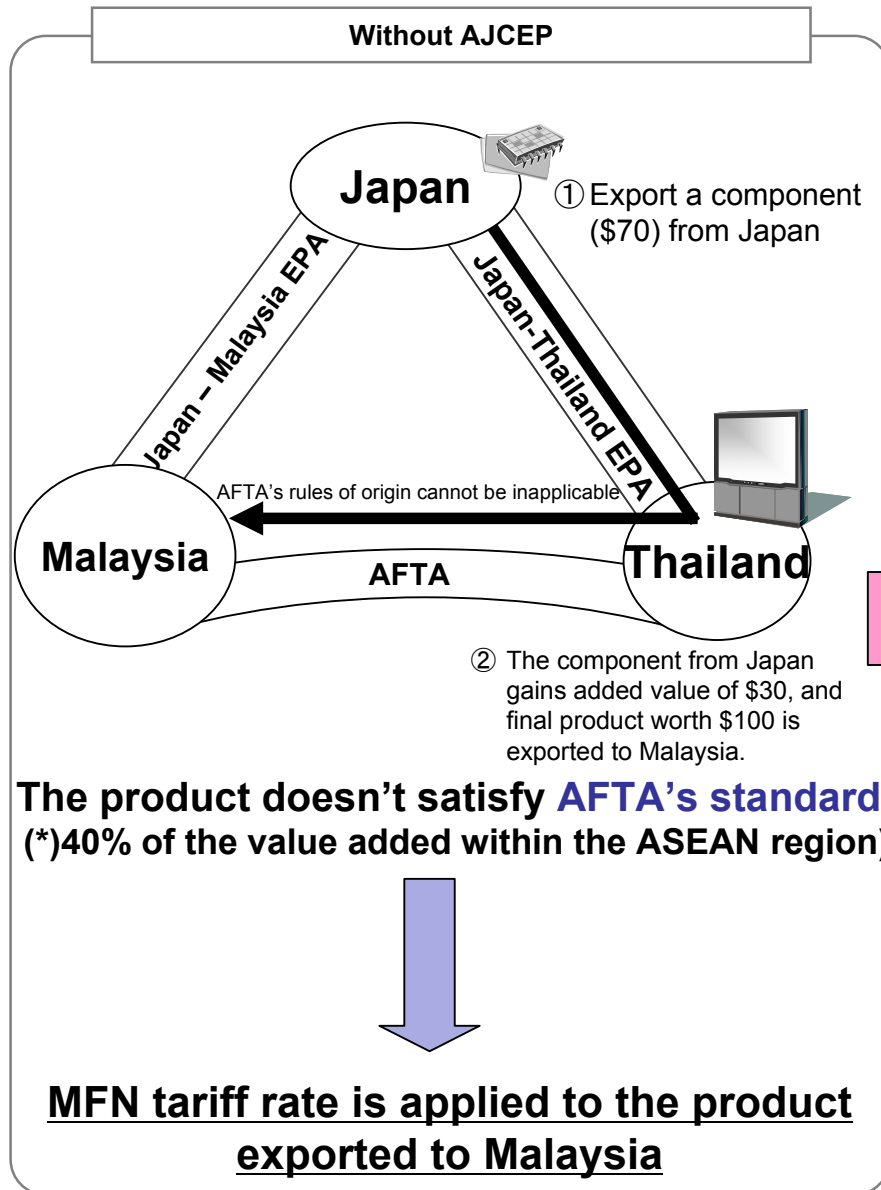 Without AJCEP
Japan
① Export a component
($70) from Japan
Japan – Malaysia EPA
Japan-Thailand EPA
AFTA's rules of origin cannot be inapplicable
Malaysia
AFTA
Thailand
② The component from Japan
gains added value of $30, and
final product worth $100 is
exported to Malaysia.
The product doesn't satisfy AFTA's standard
(*)40% of the value added within the ASEAN region)
MFN tariff rate is applied to the product
exported to Malaysia